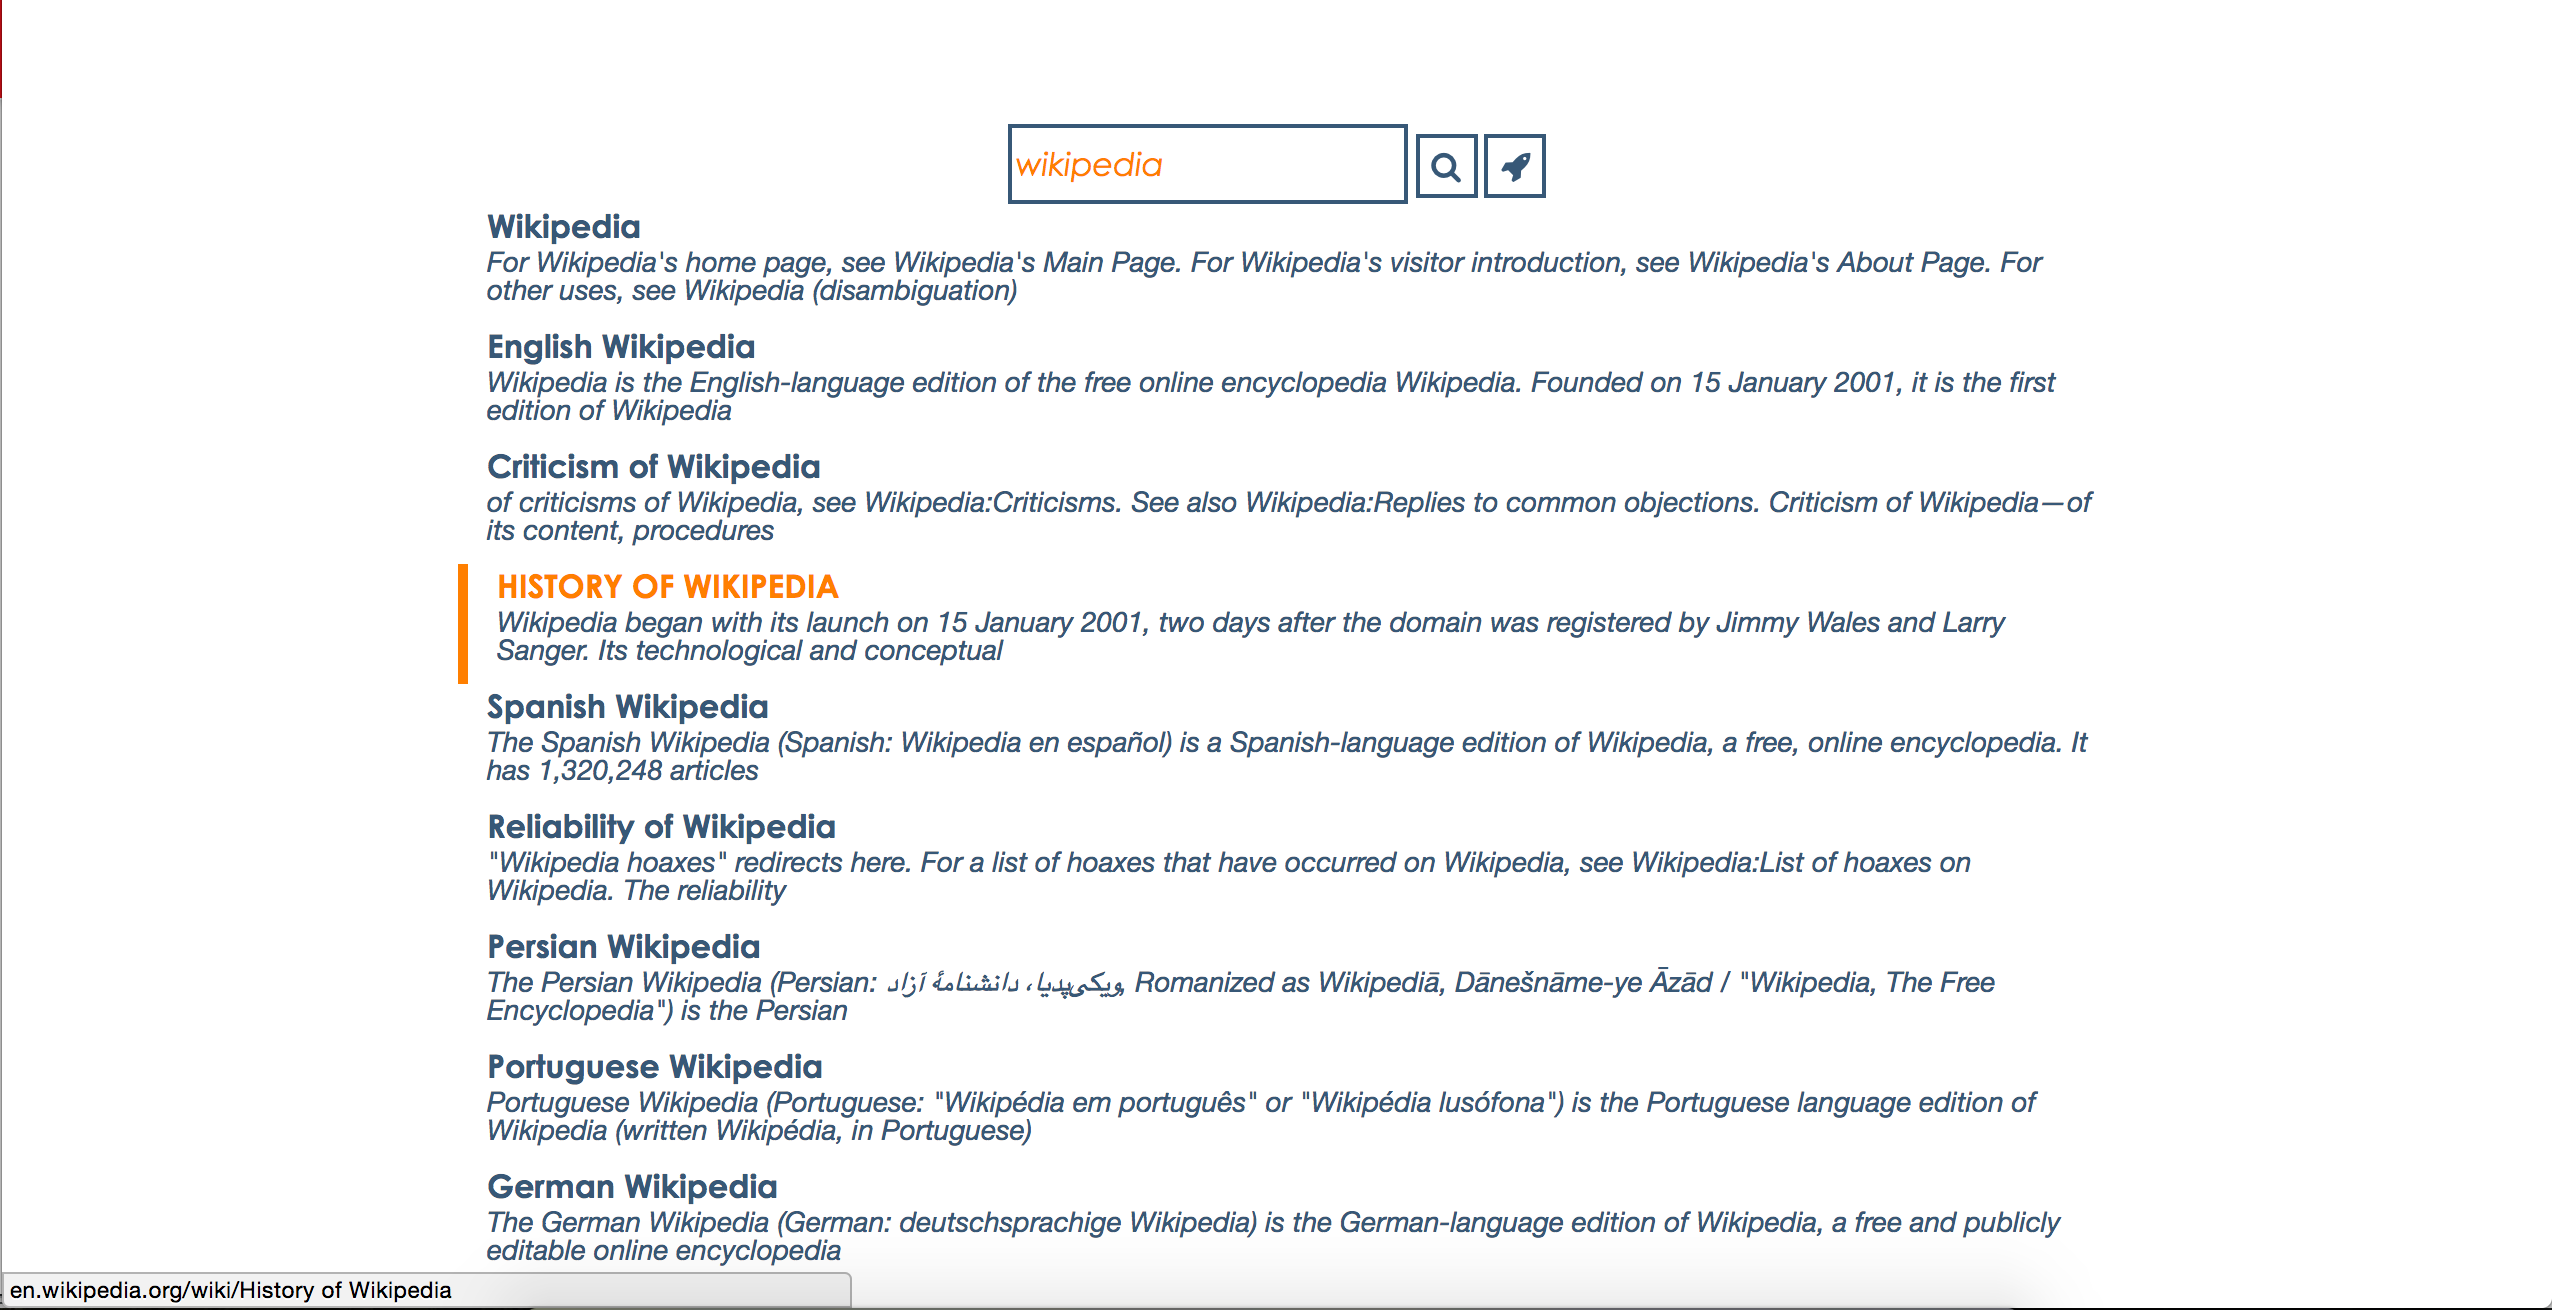 wikipedia
Wikipedia
For Wikipedia's home page, see Wikipedia's Main Page. For Wikipedia's visitor introduction, see Wikipedia's About Page. For
other uses, see Wikipedia (disambiguation)
English Wikipedia
Wikipedia is the English-language edition of the free online encyclopedia Wikipedia. Founded on 15 January 2001, it is the first
edition of Wikipedia
Criticism of Wikipedia
of criticisms of Wikipedia, see Wikipedia:Criticisms. See also Wikipedia:Replies to common objections. Criticism of Wikipedia—of
its content, procedures
HISTORY OF WIKIPEDIA
Wikipedia began with its launch on 15 January 2001, two days after the domain was registered by Jimmy Wales and Larry
Sanger. Its technological and conceptual
Spanish Wikipedia
The Spanish Wikipedia (Spanish: Wikipedia en español) is a Spanish-language edition of Wikipedia, a free, online encyclopedia. It
has 1,320,248 articles
Reliability of Wikipedia
"Wikipedia hoaxes" redirects here. For a list of hoaxes that have occurred on Wikipedia, see Wikipedia:List of hoaxes on
Wikipedia. The reliability
Persian Wikipedia
The Persian Wikipedia (Persian: ویکی‌پدیا، دانشنامهٔ آزاد, Romanized as Wikipediā, Dānešnāme-ye Āzād / "Wikipedia, The Free
Encyclopedia") is the Persian
Portuguese Wikipedia
Portuguese Wikipedia (Portuguese: "Wikipédia em português" or "Wikipédia lusófona") is the Portuguese language edition of
Wikipedia (written Wikipédia, in Portuguese)
German Wikipedia
The German Wikipedia (German: deutschsprachige Wikipedia) is the German-language edition of Wikipedia, a free and publicly
editable online encyclopedia
en.wikipedia.org/wiki/History of Wikipedia